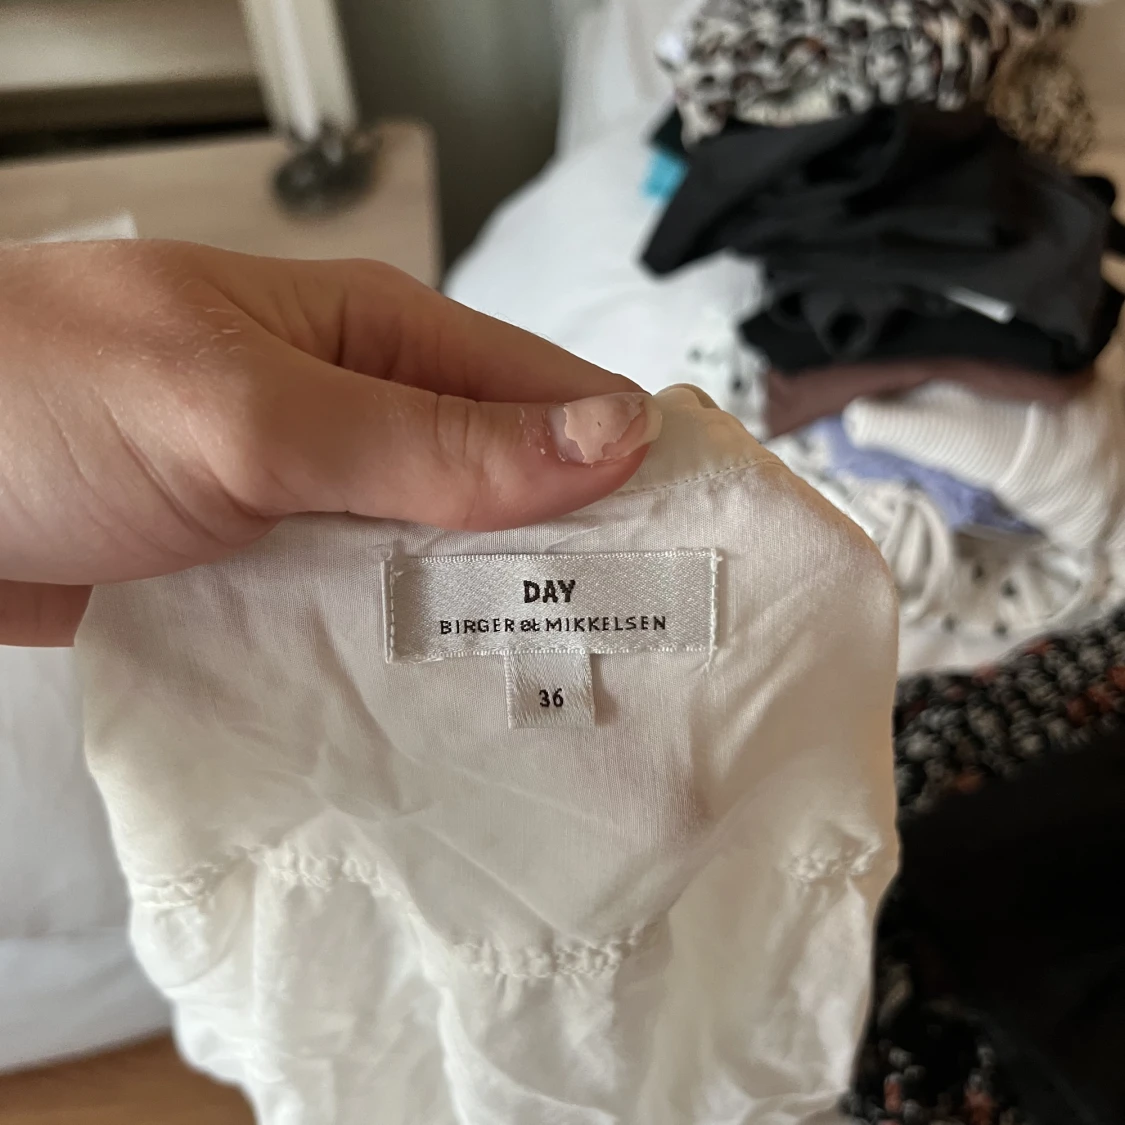 DAY
BIRGER et MIKKELSEN
36